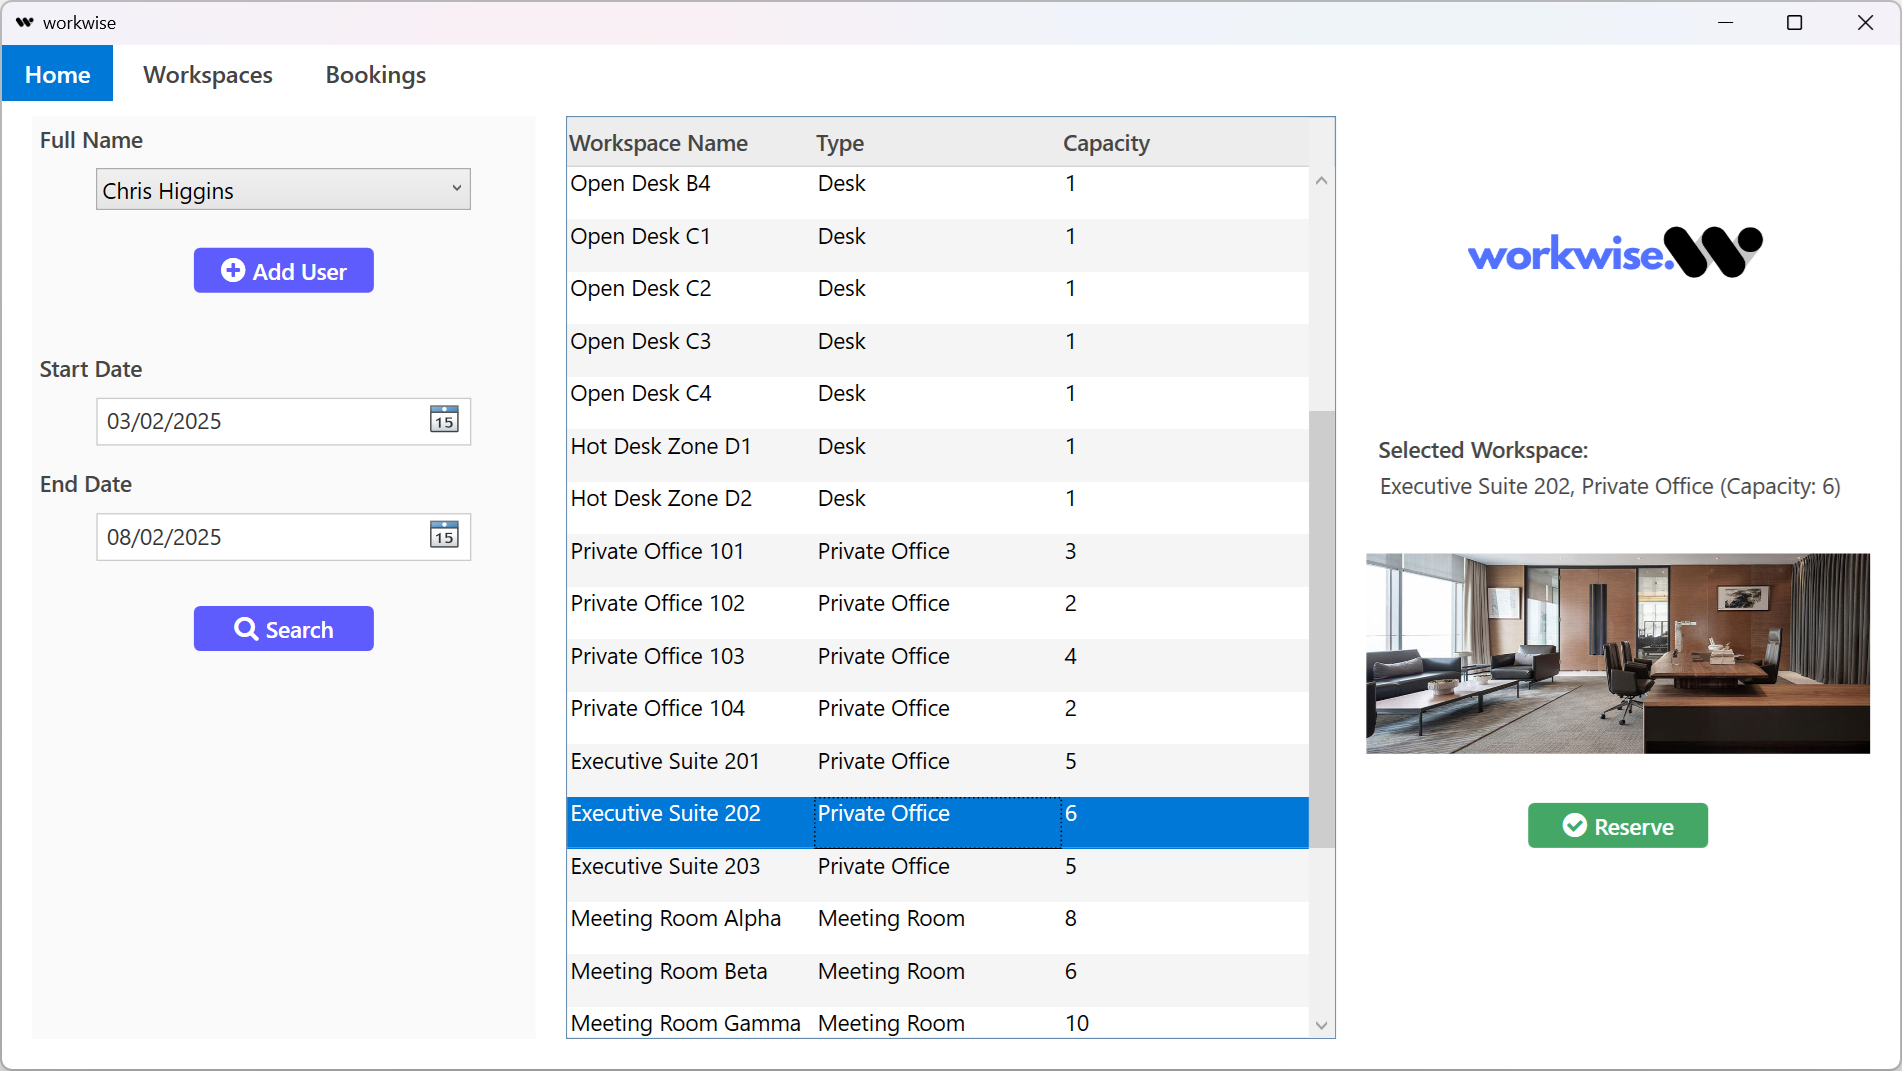 workwise
Home
Workspaces
Bookings
Full Name
Chris Higgins
Add User
Start Date
03/02/2025
15
End Date
08/02/2025
15
Search
Workspace Name Type Capacity
Open Desk B4 Desk 1
Open Desk C1 Desk 1
Open Desk C2 Desk 1
Open Desk C3 Desk 1
Open Desk C4 Desk 1
Hot Desk Zone D1 Desk 1
Hot Desk Zone D2 Desk 1
Private Office 101 Private Office 3
Private Office 102 Private Office 2
Private Office 103 Private Office 4
Private Office 104 Private Office 2
Executive Suite 201 Private Office 5
Executive Suite 202 Private Office 6
Executive Suite 203 Private Office 5
Meeting Room Alpha Meeting Room 8
Meeting Room Beta Meeting Room 6
Meeting Room Gamma Meeting Room 10
workwise.
Selected Workspace:
Executive Suite 202, Private Office (Capacity: 6)
Reserve